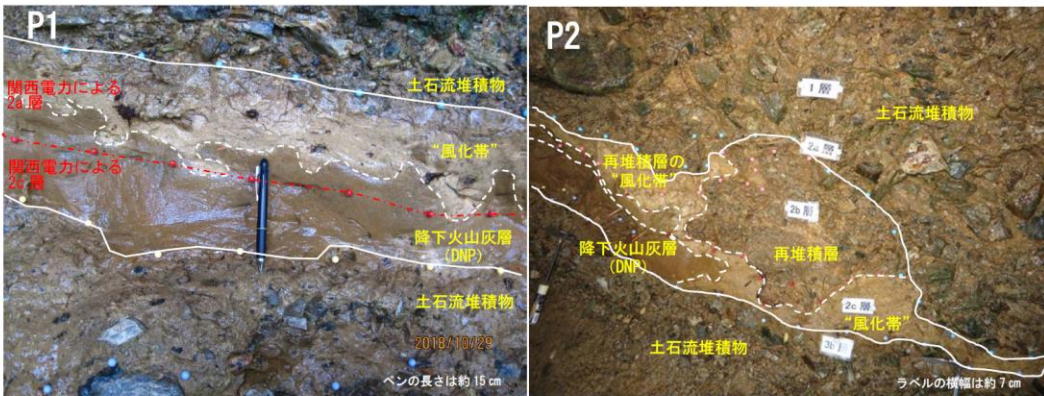 P1
土石流堆積物
関西電力による
2a 層
“風化帯”
関西電力による
2c 層
降下火山灰層
(DNP)
土石流堆積物
2018/10/29
ペンの長さは約 15 cm
P2
1層
土石流堆積物
2a 層
再堆積層の
“風化帯”
2b 層
降下火山灰層
(DNP)
再堆積層
2c 層
“風化帯”
土石流堆積物
ラベルの横幅は約 7 cm